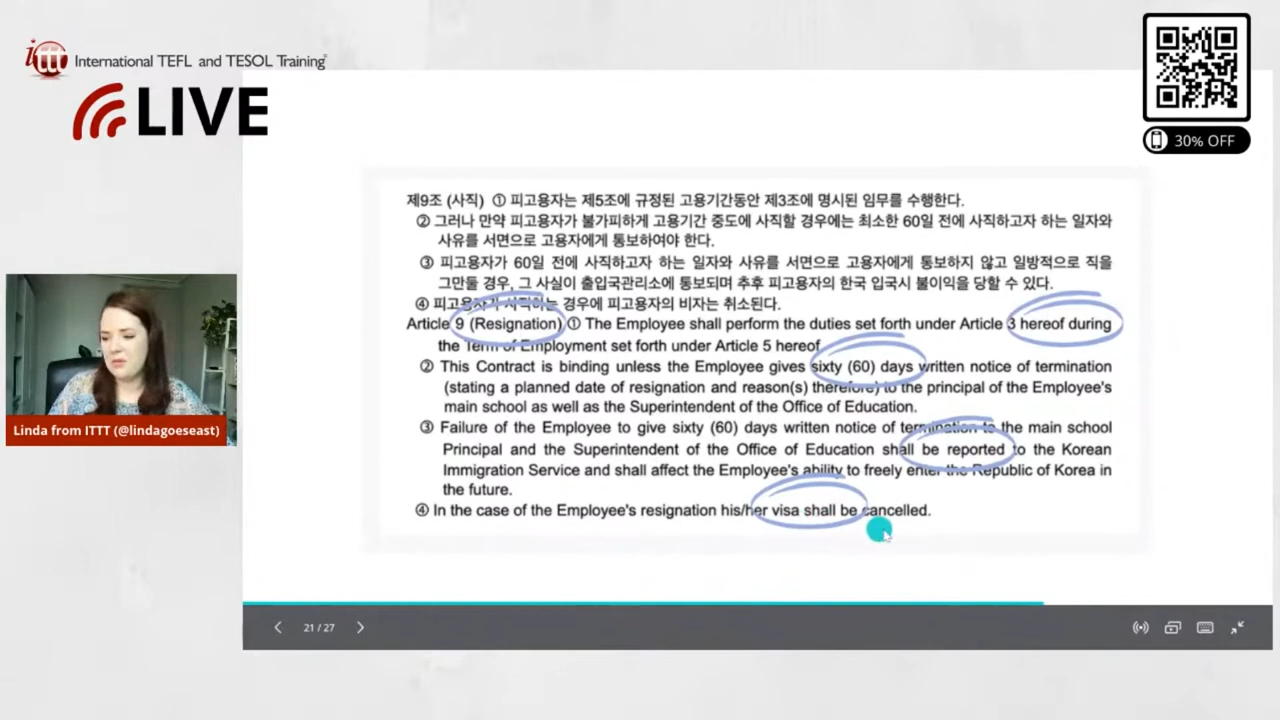 ittt International TEFL and TESOL Training
LIVE
30% OFF
제9조 (사직) ① 피고용자는 제5조에 규정된 고용기간동안 제3조에 명시된 임무를 수행한다.
② 그러나 만약 피고용자가 불가피하게 고용기간 중도에 사직할 경우에는 최소한 60일 전에 사직하고자 하는 일자와
사유를 서면으로 고용자에게 통보하여야 한다.
③ 피고용자가 60일 전에 사직하고자 하는 일자와 사유를 서면으로 고용자에게 통보하지 않고 일방적으로 직을
그만둘 경우, 그 사실이 출입국관리소에 통보되며 추후 피고용자의 한국 입국시 불이익을 당할 수 있다.
④ 피고용자가 사직하는 경우에 피고용자의 비자는 취소된다.
Article 9 (Resignation) ① The Employee shall perform the duties set forth under Article 3 hereof during
the Term of Employment set forth under Article 5 hereof.
② This Contract is binding unless the Employee gives sixty (60) days written notice of termination
(stating a planned date of resignation and reason(s) therefore) to the principal of the Employee's
main school as well as the Superintendent of the Office of Education.
③ Failure of the Employee to give sixty (60) days written notice of termination to the main school
Principal and the Superintendent of the Office of Education shall be reported to the Korean
Immigration Service and shall affect the Employee's ability to freely enter the Republic of Korea in
the future.
④ In the case of the Employee's resignation his/her visa shall be cancelled.
Linda from ITTT (@lindagoeseast)
21 / 27